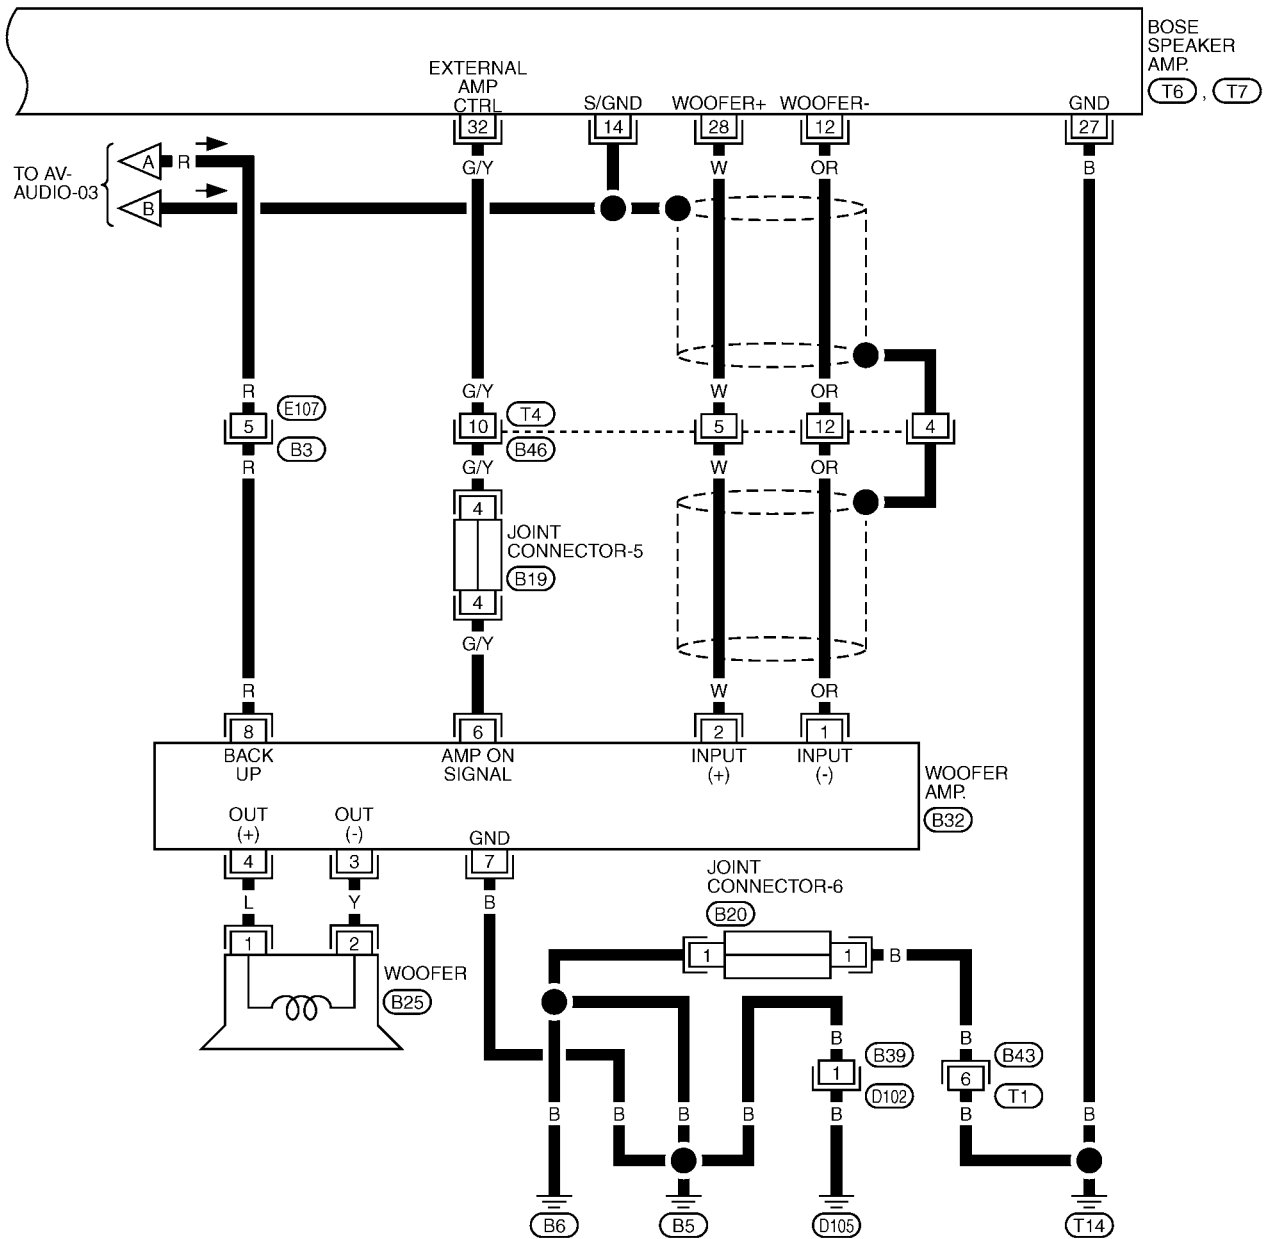 BOSE
SPEAKER
AMP.
T6 , T7
EXTERNAL
AMP
CTRL
S/GND
WOOFER+
WOOFER-
GND
32
14
28
12
27
TO AV-
AUDIO-03
A
R
B
G/Y
W
OR
B
R
G/Y
W
OR
5
E107
B3
10
T4
B46
5
12
4
R
G/Y
W
OR
4
JOINT
CONNECTOR-5
B19
4
G/Y
R
W
OR
8
6
2
1
BACK
UP
AMP ON
SIGNAL
INPUT
(+)
INPUT
(-)
WOOFER
AMP.
B32
OUT
(+)
OUT
(-)
GND
4
3
7
L
Y
B
1
2
WOOFER
B25
JOINT
CONNECTOR-6
B20
1
1
B
B
B
1
B39
D102
6
B43
T1
B
B
B
B
B
B
B
B6
B5
D105
T14